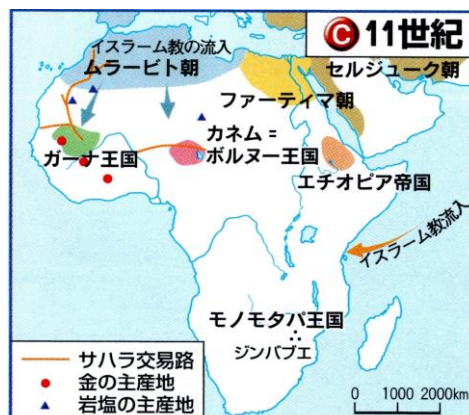 Ⓒ 11世紀
イスラーム教の流入
ムラービト朝
セルジューク朝
ファーティマ朝
カネム=
ボルヌー王国
ガーナ王国
エチオピア帝国
イスラーム教流入
モノモタパ王国
ジンバブエ
サハラ交易路
金の主産地
岩塩の主産地
0 1000 2000km